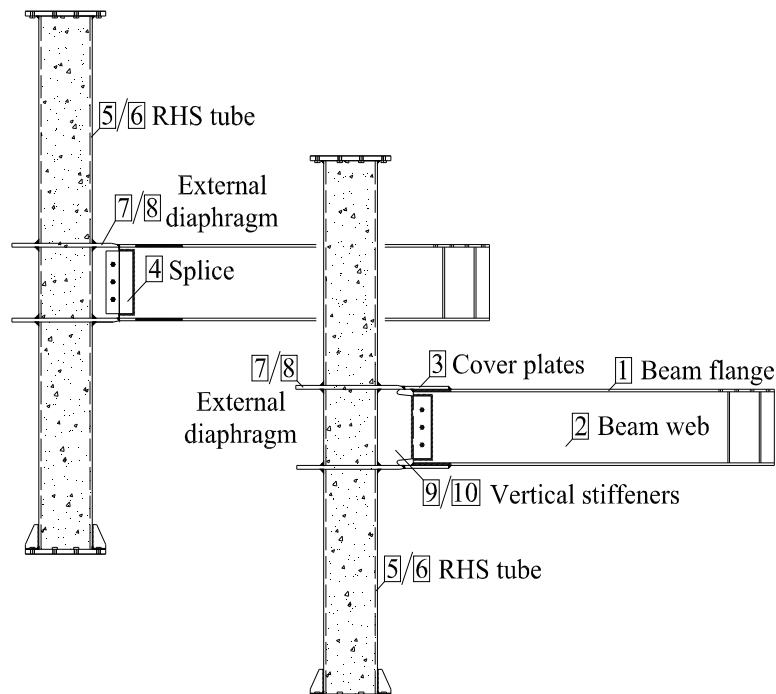 5/6 RHS tube
External
7/8 diaphragm
4 Splice
7/8
3 Cover plates
1 Beam flange
External
diaphragm
2 Beam web
9/10 Vertical stiffeners
5/6 RHS tube